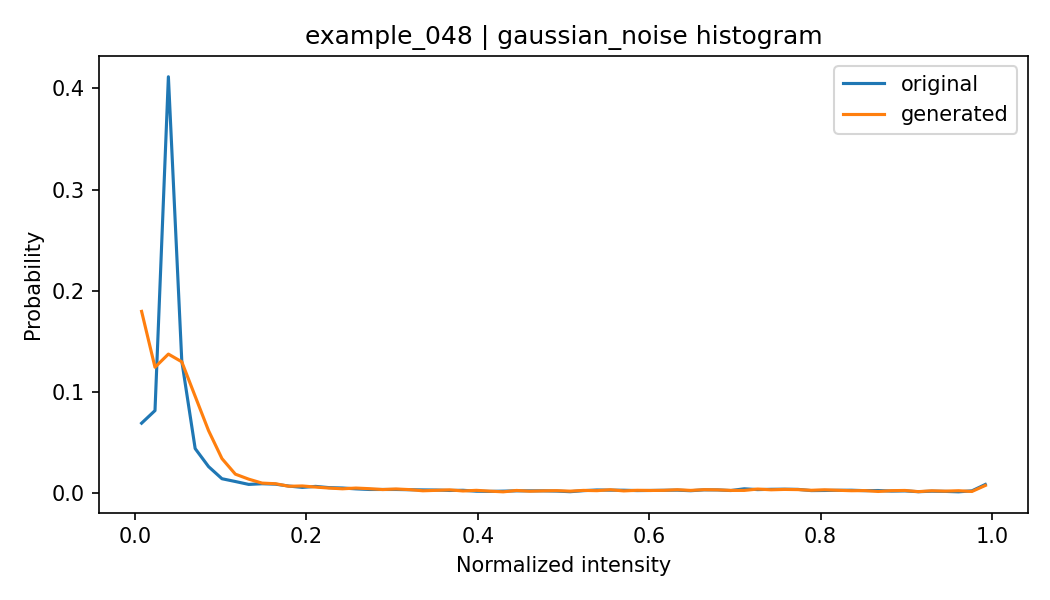 example_048 | gaussian_noise histogram
original
generated
Probability
0.4
0.3
0.2
0.1
0.0
0.0 0.2 0.4 0.6 0.8 1.0
Normalized intensity